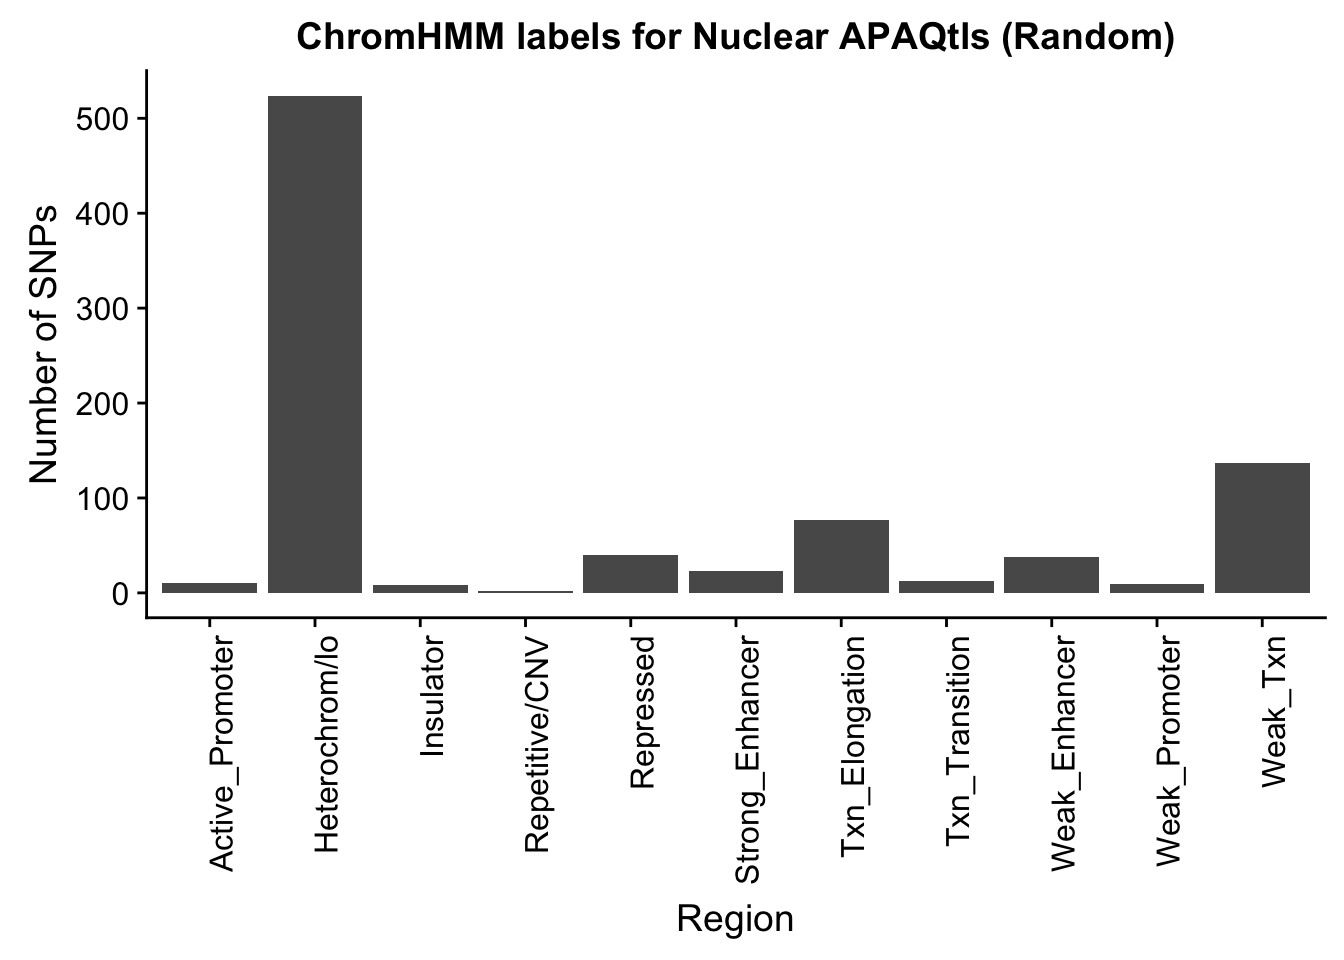 ChromHMM labels for Nuclear APAQtls (Random)
Number of SNPs
500
400
300
200
100
0
Active_Promoter
Heterochrom/lo
Insulator
Repetitive/CNV
Repressed
Strong_Enhancer
Txn_Elongation
Txn_Transition
Weak_Enhancer
Weak_Promoter
Weak_Txn
Region